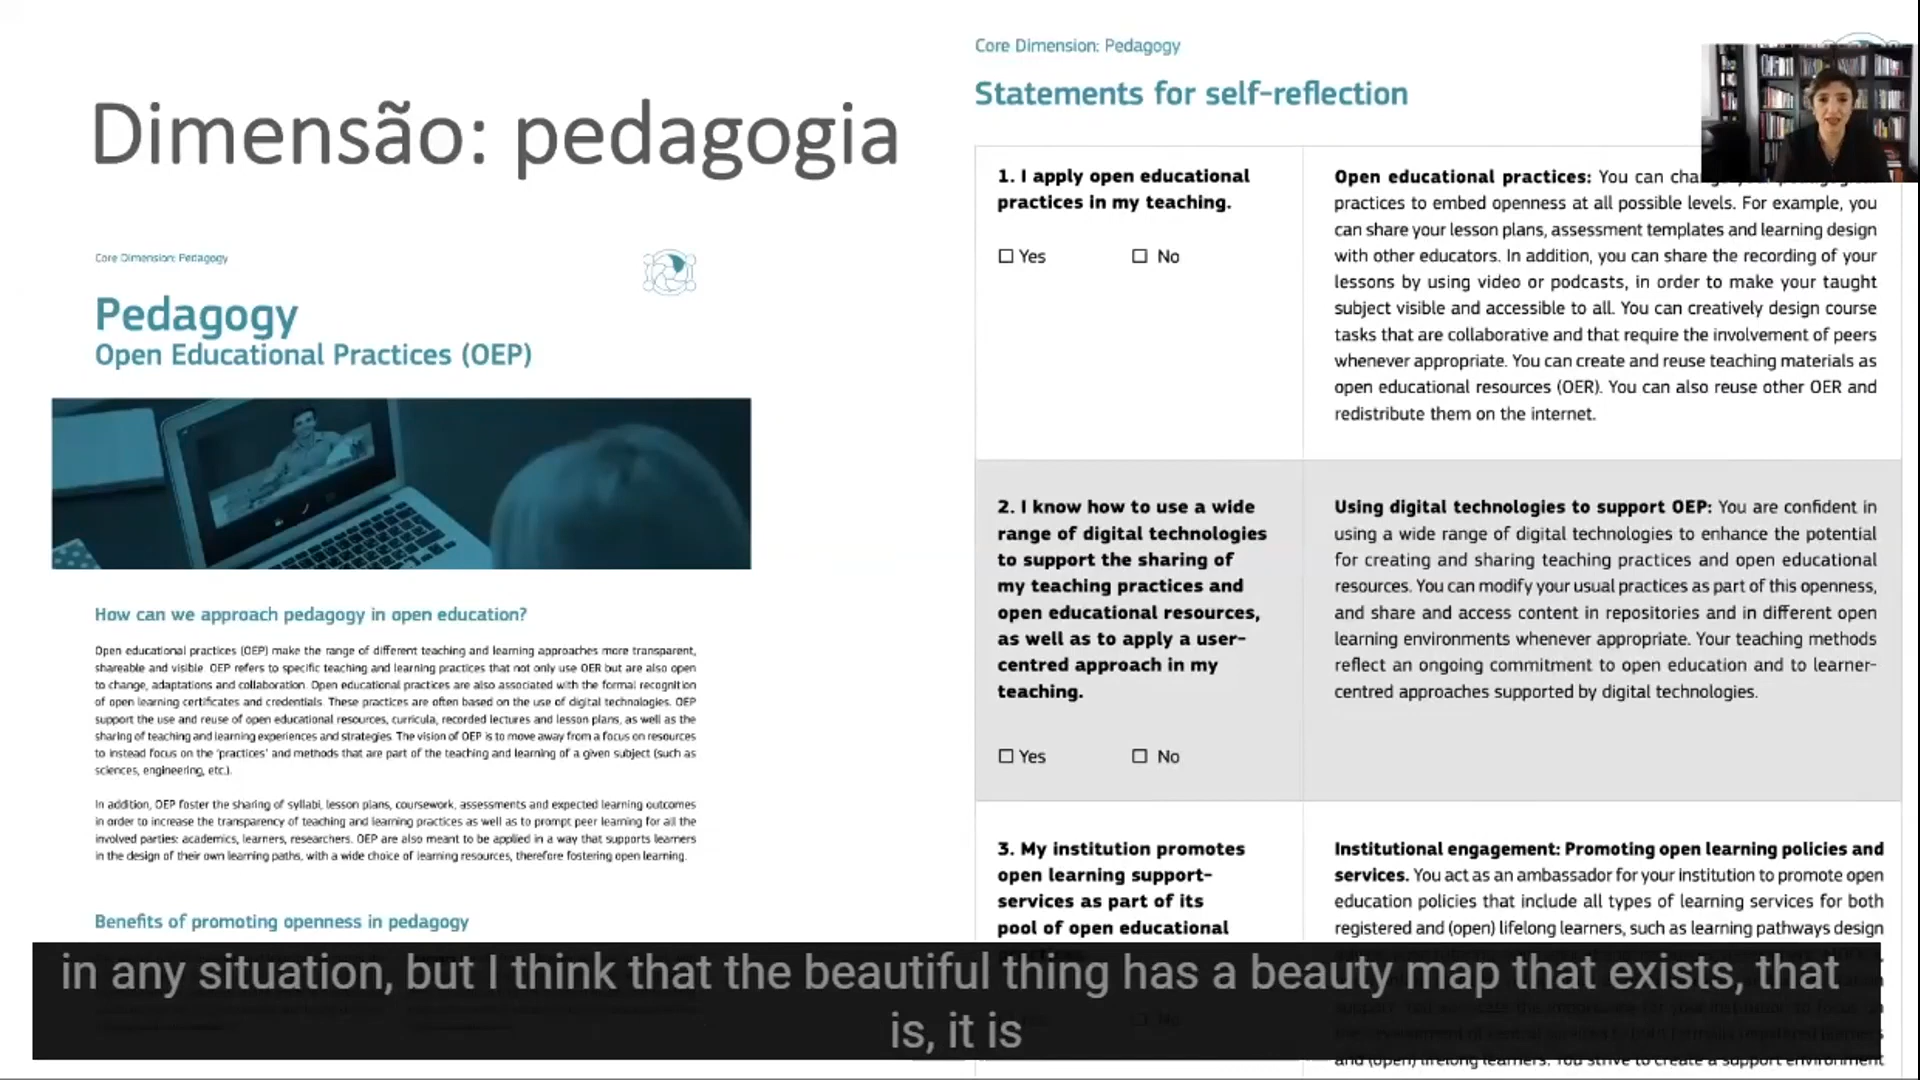 Dimensão: pedagogia
Core Dimension: Pedagogy
Pedagogy
Open Educational Practices (OEP)
How can we approach pedagogy in open education?
Open educational practices (OEP) make the range of different teaching and learning approaches more transparent,
shareable and visible. OEP refers to specific teaching and learning practices that not only use OER but are also open
to change, adaptations and collaboration. Open educational practices are also associated with the formal recognition
of open learning certificates and credentials. These practices are often based on the use of digital technologies. OEP
support the use and reuse of open educational resources, curricula, recorded lectures and lesson plans, as well as the
sharing of teaching and learning experiences and strategies. The vision of OEP is to move away from a focus on resources
to instead focus on the 'practices' and methods that are part of the teaching and learning of a given subject (such as
sciences, engineering, etc.).
In addition, OEP foster the sharing of syllabi, lesson plans, coursework, assessments and expected learning outcomes
in order to increase the transparency of teaching and learning practices as well as to prompt peer learning for all the
involved parties: academics, learners, researchers. OEP are also meant to be applied in a way that supports learners
in the design of their own learning paths, with a wide choice of learning resources, therefore fostering open learning.
Benefits of promoting openness in pedagogy
Core Dimension: Pedagogy
Statements for self-reflection
1. I apply open educational
practices in my teaching.
Yes No
Open educational practices: You can
practices to embed openness at all possible levels. For example, you
can share your lesson plans, assessment templates and learning design
with other educators. In addition, you can share the recording of your
lessons by using video or podcasts, in order to make your taught
subject visible and accessible to all. You can creatively design course
tasks that are collaborative and that require the involvement of peers
whenever appropriate. You can create and reuse teaching materials as
open educational resources (OER). You can also reuse other OER and
redistribute them on the internet.
2. I know how to use a wide
range of digital technologies
to support the sharing of
my teaching practices and
open educational resources,
as well as to apply a user-
centred approach in my
teaching.
Yes No
Using digital technologies to support OEP: You are confident in
using a wide range of digital technologies to enhance the potential
for creating and sharing teaching practices and open educational
resources. You can modify your usual practices as part of this openness,
and share and access content in repositories and in different open
learning environments whenever appropriate. Your teaching methods
reflect an ongoing commitment to open education and to learner-
centred approaches supported by digital technologies.
3. My institution promotes
open learning support-
services as part of its
pool of open educational
Institutional engagement: Promoting open learning policies and
services. You act as an ambassador for your institution to promote open
education policies that include all types of learning services for both
registered and (open) lifelong learners, such as learning pathways design
and (open) lifelong learners. You strive to create a support environment
in any situation, but I think that the beautiful thing has a beauty map that exists, that
is, it is